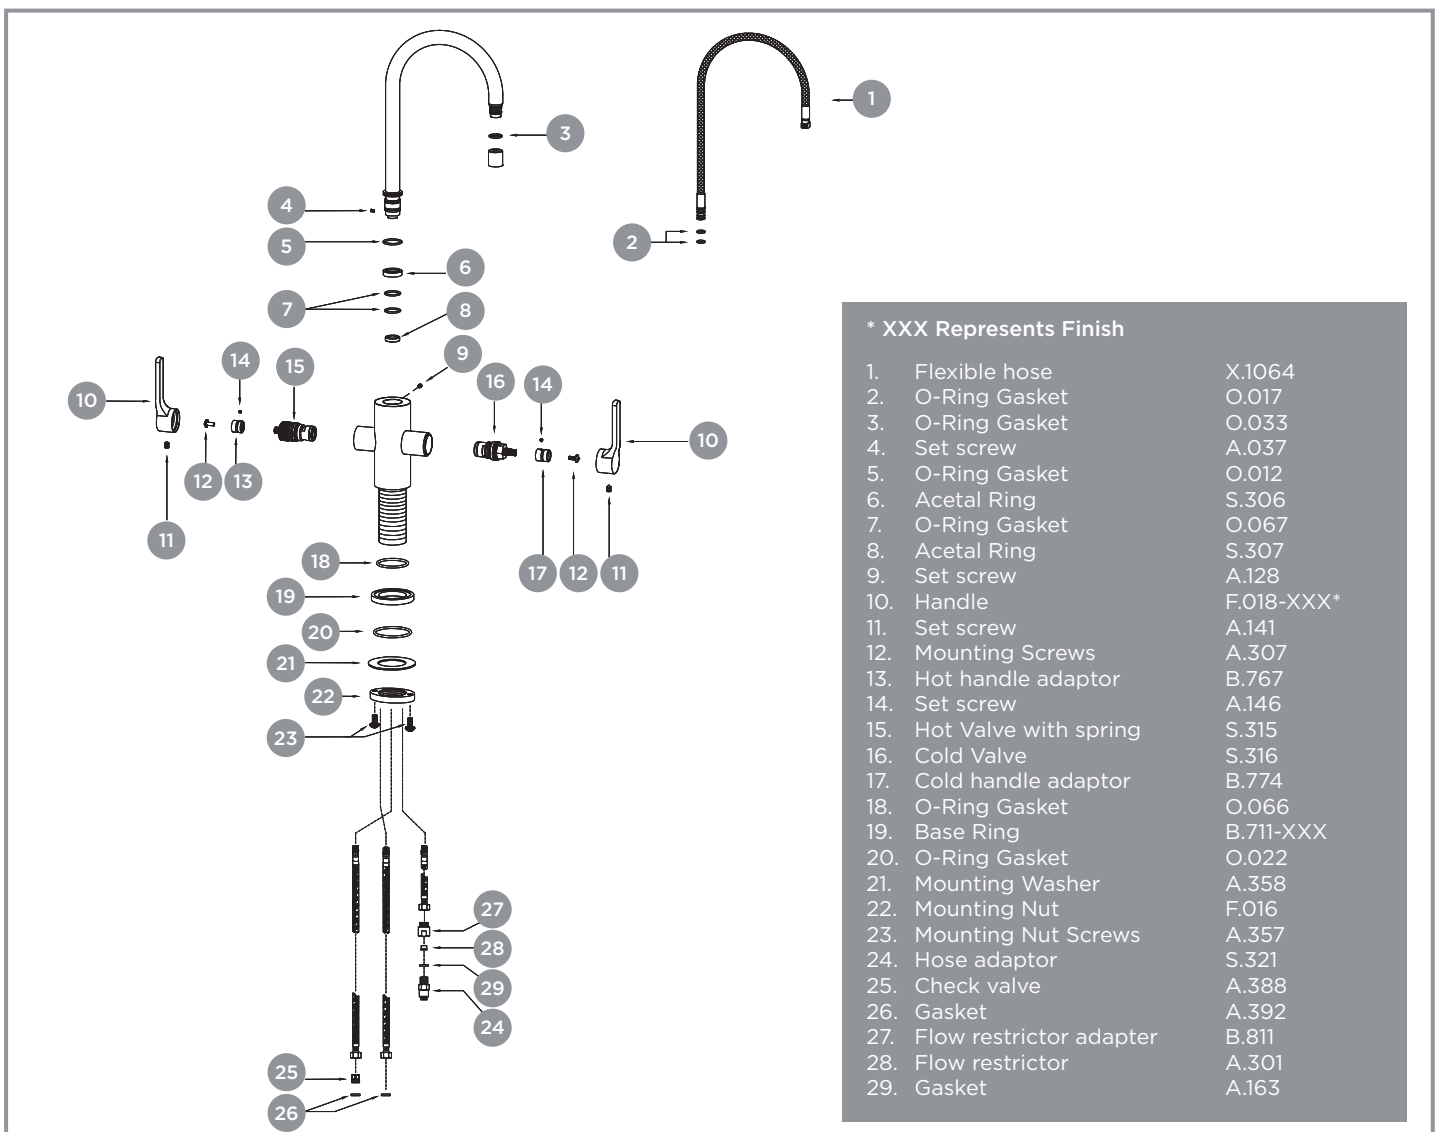 1
3
4
2
5
6
7
8
9
14
15
16
14
10
10
12
13
11
18
17
12
11
19
20
21
22
23
27
28
29
24
25
26
* XXX Represents Finish
1. Flexible hose X.1064
2. O-Ring Gasket O.017
3. O-Ring Gasket O.033
4. Set screw A.037
5. O-Ring Gasket O.012
6. Acetal Ring S.306
7. O-Ring Gasket O.067
8. Acetal Ring S.307
9. Set screw A.128
10. Handle F.018-XXX*
11. Set screw A.141
12. Mounting Screws A.307
13. Hot handle adaptor B.767
14. Set screw A.146
15. Hot Valve with spring S.315
16. Cold Valve S.316
17. Cold handle adaptor B.774
18. O-Ring Gasket O.066
19. Base Ring B.711-XXX
20. O-Ring Gasket O.022
21. Mounting Washer A.358
22. Mounting Nut F.016
23. Mounting Nut Screws A.357
24. Hose adaptor S.321
25. Check valve A.388
26. Gasket A.392
27. Flow restrictor adapter B.811
28. Flow restrictor A.301
29. Gasket A.163